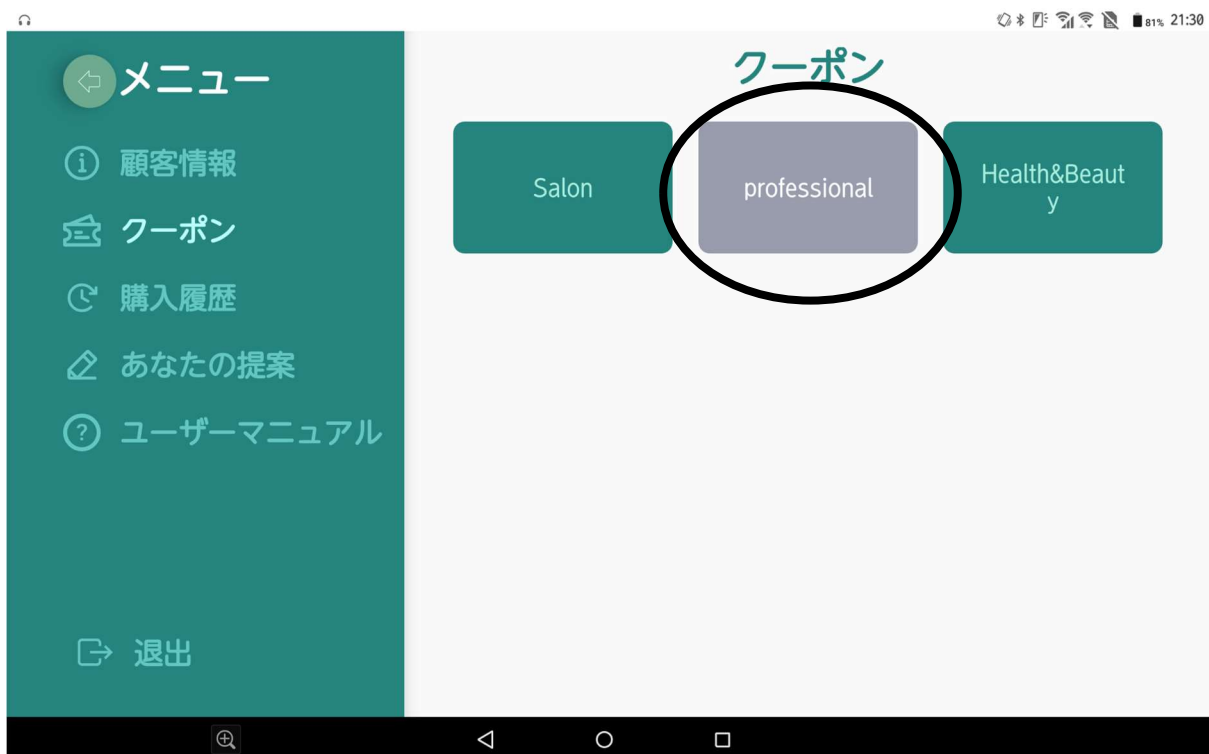 81% 21:30
メニュー
顧客情報
クーポン
購入履歴
あなたの提案
ユーザーマニュアル
退出
クーポン
Salon
professional
Health&Beaut
y